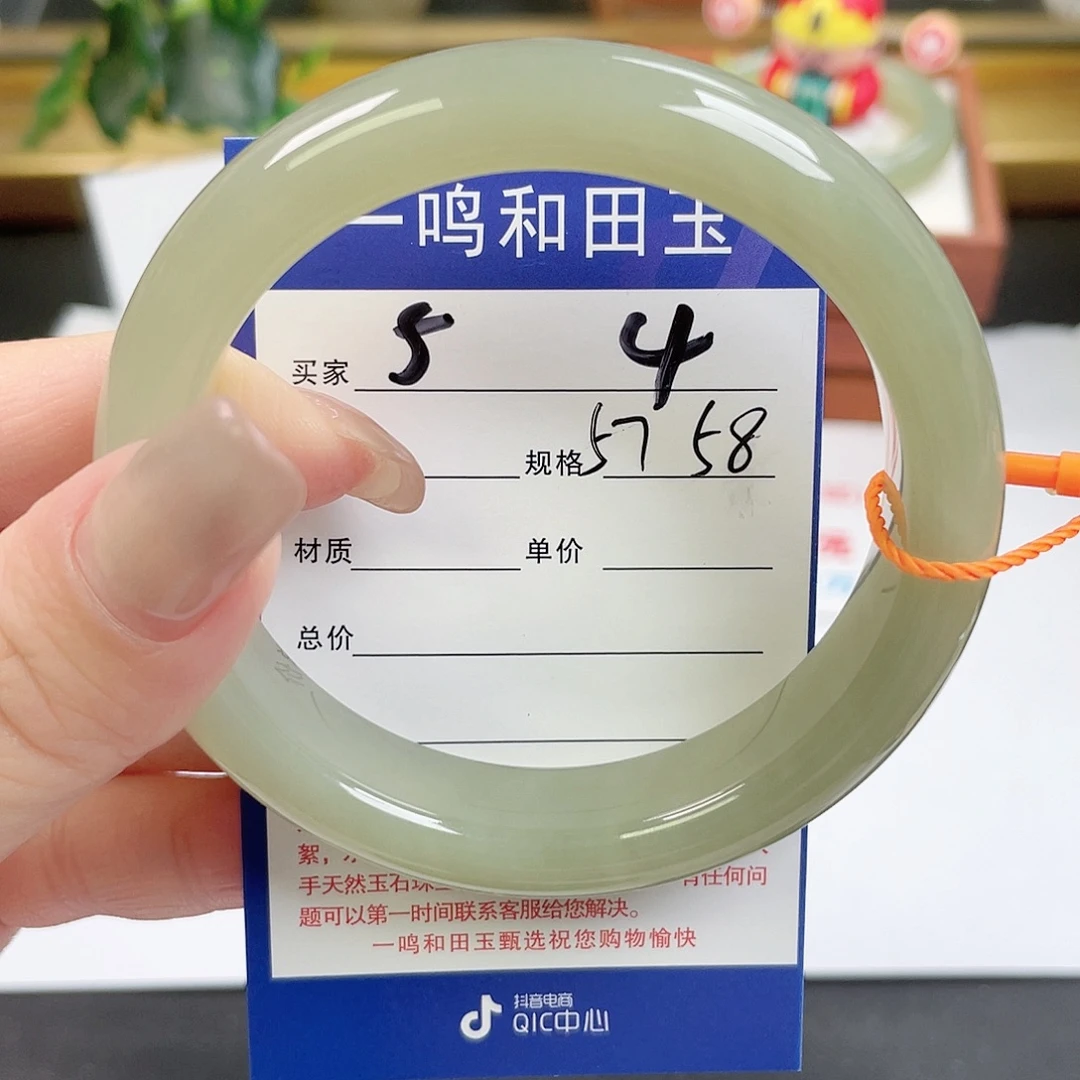 一鸣和田玉
买家 5 4
规格 57 58
材质 单价
总价
絮，
手天然玉石珠 有任何问
题可以第一时间联系客服给您解决。
一鸣和田玉甄选祝您购物愉快
抖音电商
QIC中心